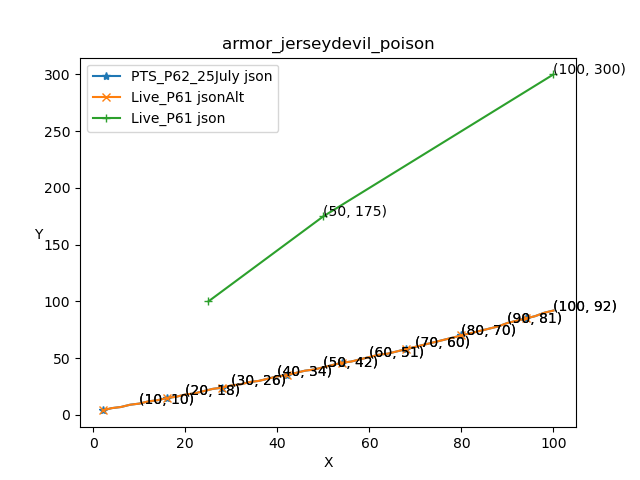 armor_jerseydevil_poison
PTS_P62_25July json
Live_P61 jsonAlt
Live_P61 json
(100, 300)
(50, 175)
(100, 92)
(90, 81)
(80, 70)
(70, 60)
(60, 51)
(50, 42)
(40, 34)
(30, 26)
(20, 18)
(10, 10)
Y
300
250
200
150
100
50
0
0 20 40 60 80 100
X